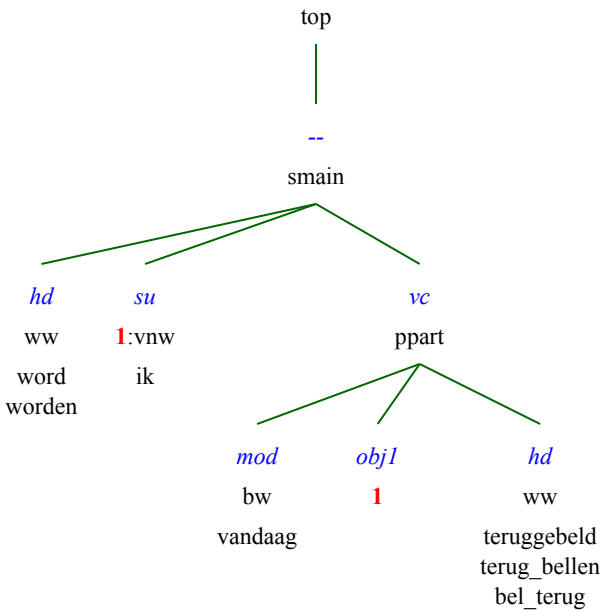 top
--
smain
hd su vc
ww 1:vnw ppart
word ik
worden
mod obj1 hd
bw 1 ww
vandaag teruggebeld
terug_bellen
bel_terug